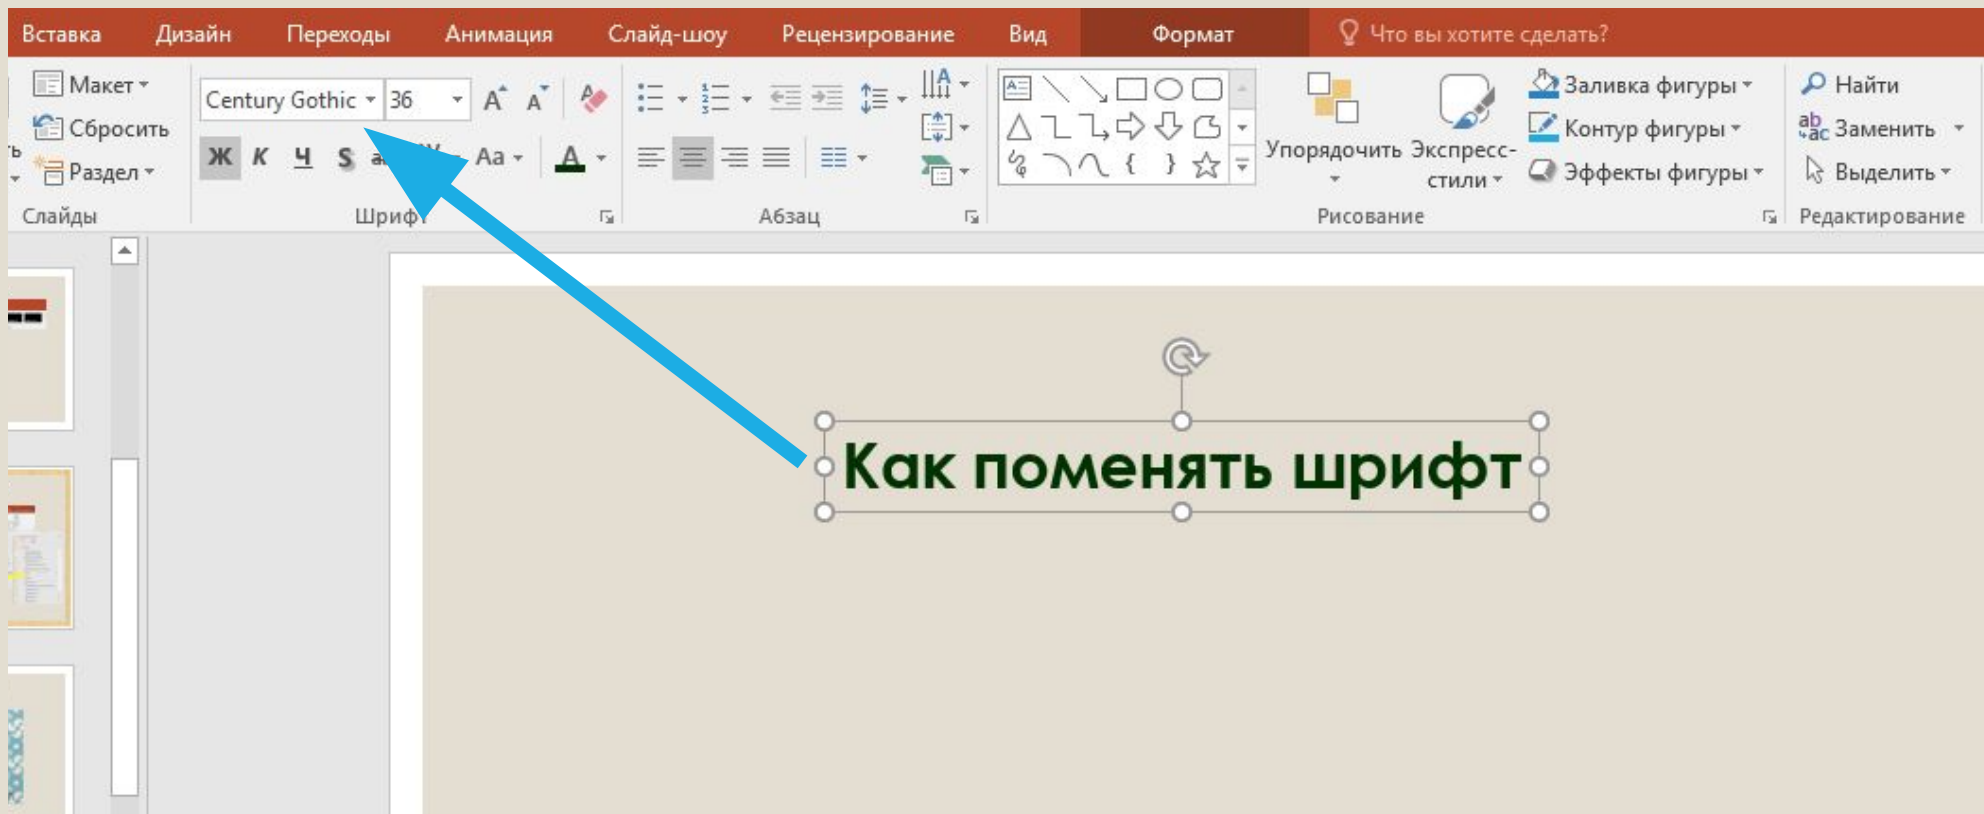 Вставка Дизайн Переходы Анимация Слайд-шоу Рецензирование Вид Формат Что вы хотите сделать?
Макет
Сбросить
Раздел
Слайды
Century Gothic 36
Ж К Ч S Aa А
Шрифт
Абзац
Упорядочить
Экспресс-
стили
Заливка фигуры
Контур фигуры
Эффекты фигуры
Рисование
Найти
Заменить
Выделить
Редактирование
Как поменять шрифт